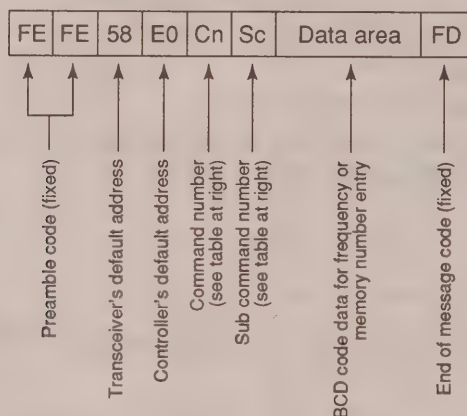 FE FE 58 E0 Cn Sc Data area FD
Preamble code (fixed)
Transceiver's default address
Controller's default address
Command number
(see table at right)
Sub command number
(see table at right)
BCD code data for frequency or
memory number entry
End of message code (fixed)